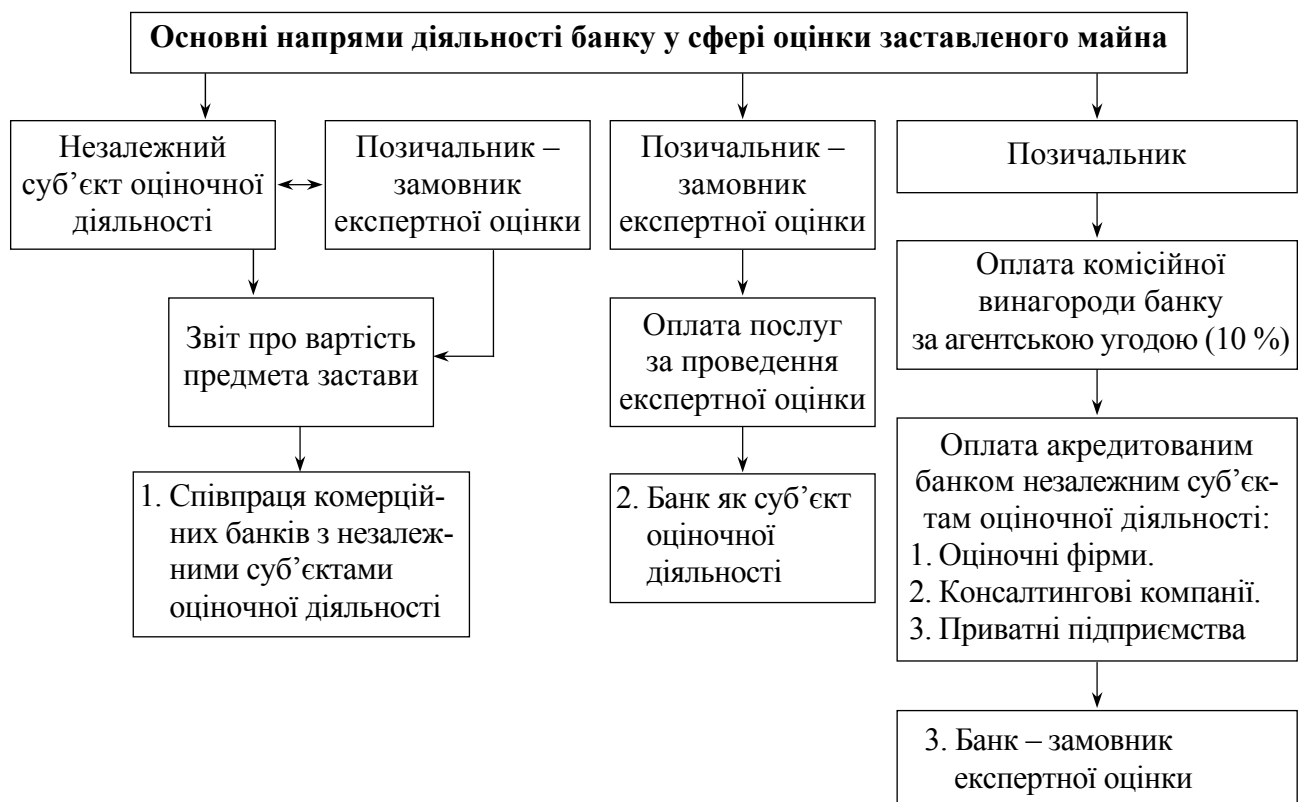 Основні напрями діяльності банку у сфері оцінки заставленого майна
Незалежний
суб’єкт оціночної
діяльності
Позичальник –
замовник
експертної оцінки
Звіт про вартість
предмета застави
1. Співпраця комерцій-
них банків з незалеж-
ними суб’єктами
оціночної діяльності
Позичальник –
замовник
експертної оцінки
Оплата послуг
за проведення
експертної оцінки
2. Банк як суб’єкт
оціночної
діяльності
Позичальник
Оплата комісійної
винагороди банку
за агентською угодою (10 %)
Оплата акредитованим
банком незалежним суб’єк-
там оціночної діяльності:
1. Оціночні фірми.
2. Консалтингові компанії.
3. Приватні підприємства
3. Банк – замовник
експертної оцінки